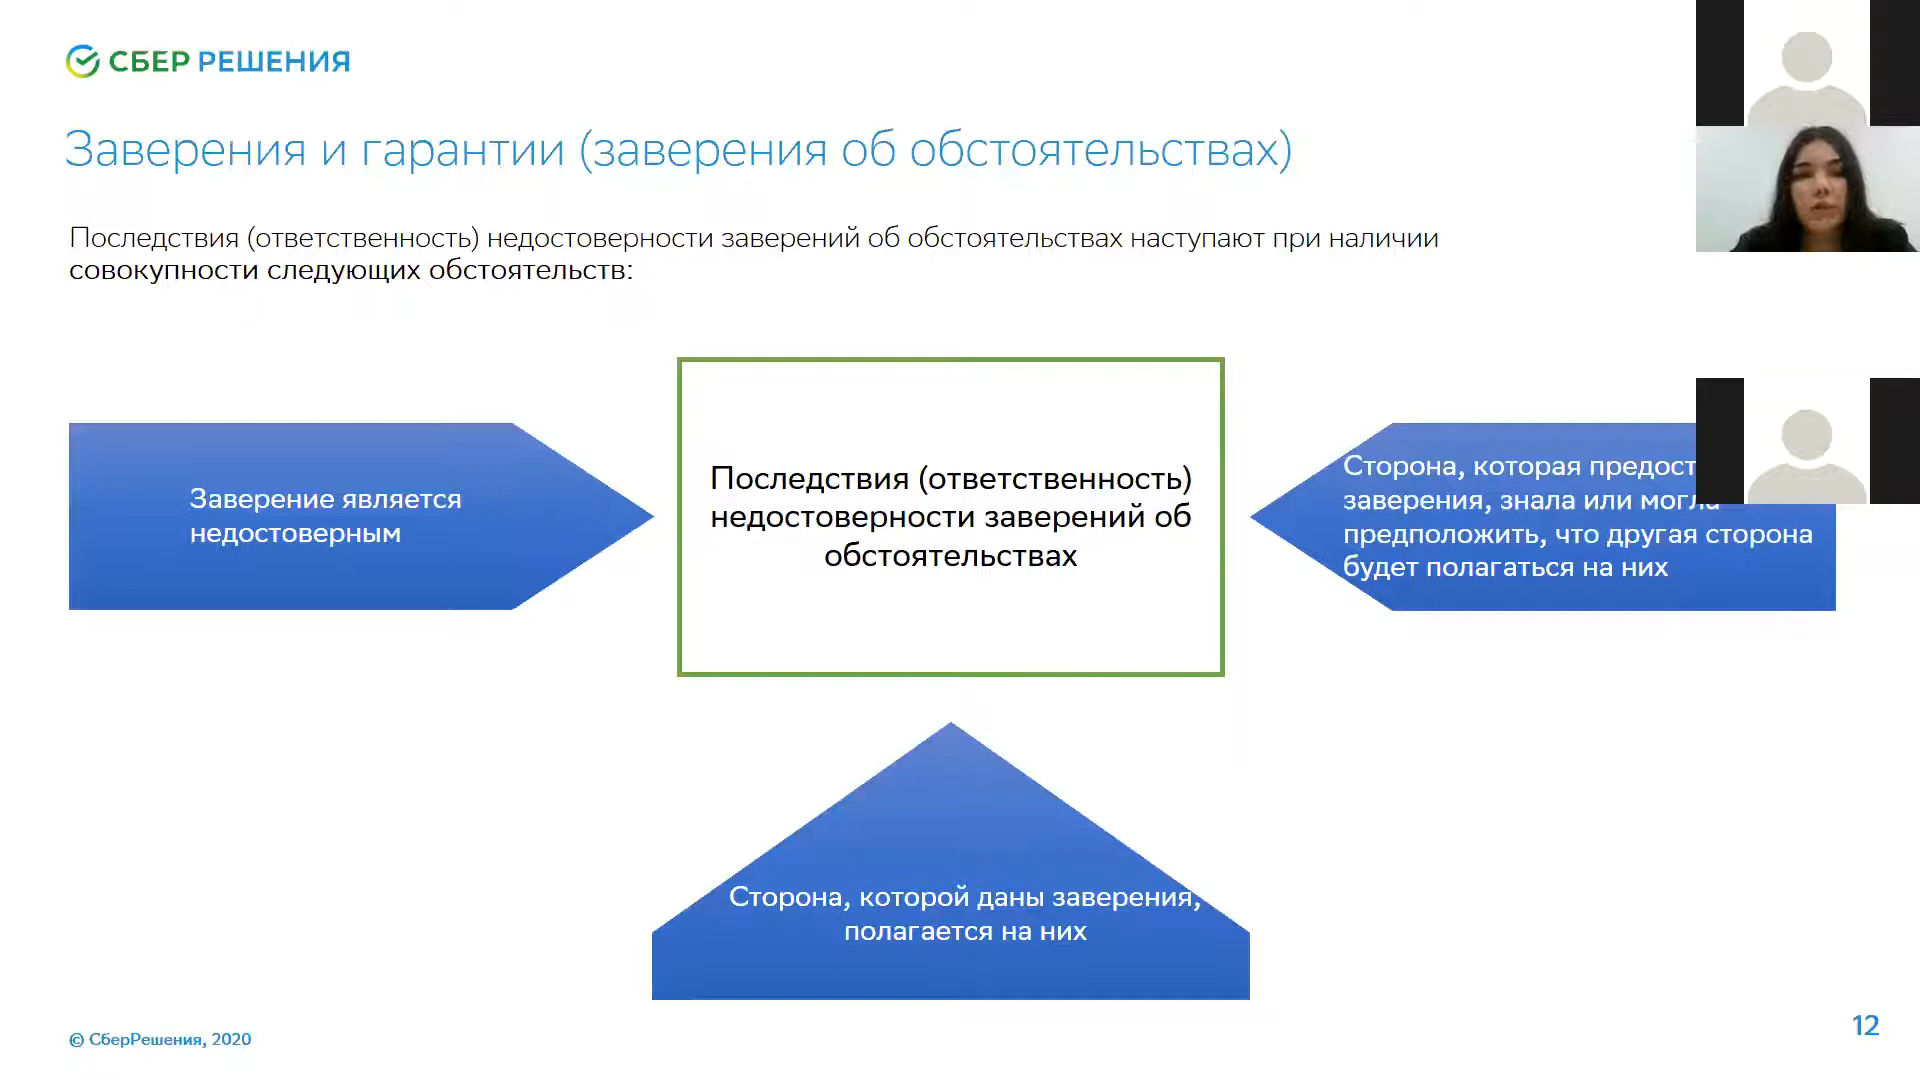 СБЕР РЕШЕНИЯ
Заверения и гарантии (заверения об обстоятельствах)
Последствия (ответственность) недостоверности заверений об обстоятельствах наступают при наличии
совокупности следующих обстоятельств:
Заверение является
недостоверным
Последствия (ответственность)
недостоверности заверений об
обстоятельствах
Сторона, которая
заверения, знала или могла
предположить, что другая сторона
будет полагаться на них
Сторона, которой даны заверения,
полагается на них
© СберРешения, 2020
12